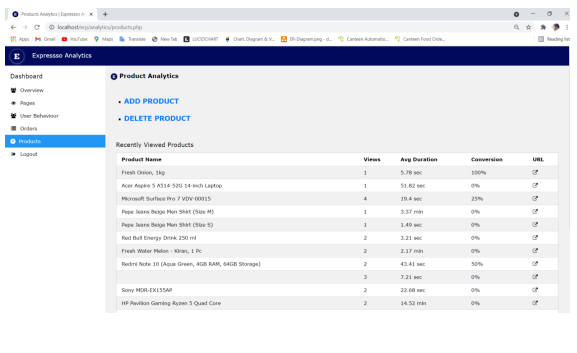 Products Analytics | Expressso A
localhost/erp/analytics/products.php
Apps Gmail YouTube Maps Translate New Tab LUCIDCHART Chart, Diagram & V... ER-Diagram.png - d... Canteen Automatio... Canteen Food Orde... Reading list
E Expressso Analytics
Dashboard
Overview
Pages
User Behaviour
Orders
Products
Logout
Product Analytics
ADD PRODUCT
DELETE PRODUCT
Recently Viewed Products
Product Name Views Avg Duration Conversion URL
Fresh Onion, 1kg 1 5.78 sec 100%
Acer Aspire 5 A514-52G 14-inch Laptop 1 51.82 sec 0%
Microsoft Surface Pro 7 VDV-00015 4 19.4 sec 25%
Pepe Jeans Beige Men Shirt (Size M) 1 3.37 min 0%
Pepe Jeans Beige Men Shirt (Size S) 1 1.49 sec 0%
Red Bull Energy Drink 250 ml 2 3.21 sec 0%
Fresh Water Melon - Kiran, 1 Pc 2 2.17 min 0%
Redmi Note 10 (Aqua Green, 4GB RAM, 64GB Storage) 2 43.41 sec 50%
3 7.21 sec 0%
Sony MDR-EX155AP 2 22.68 sec 0%
HP Pavilion Gaming Ryzen 5 Quad Core 2 14.52 min 0%